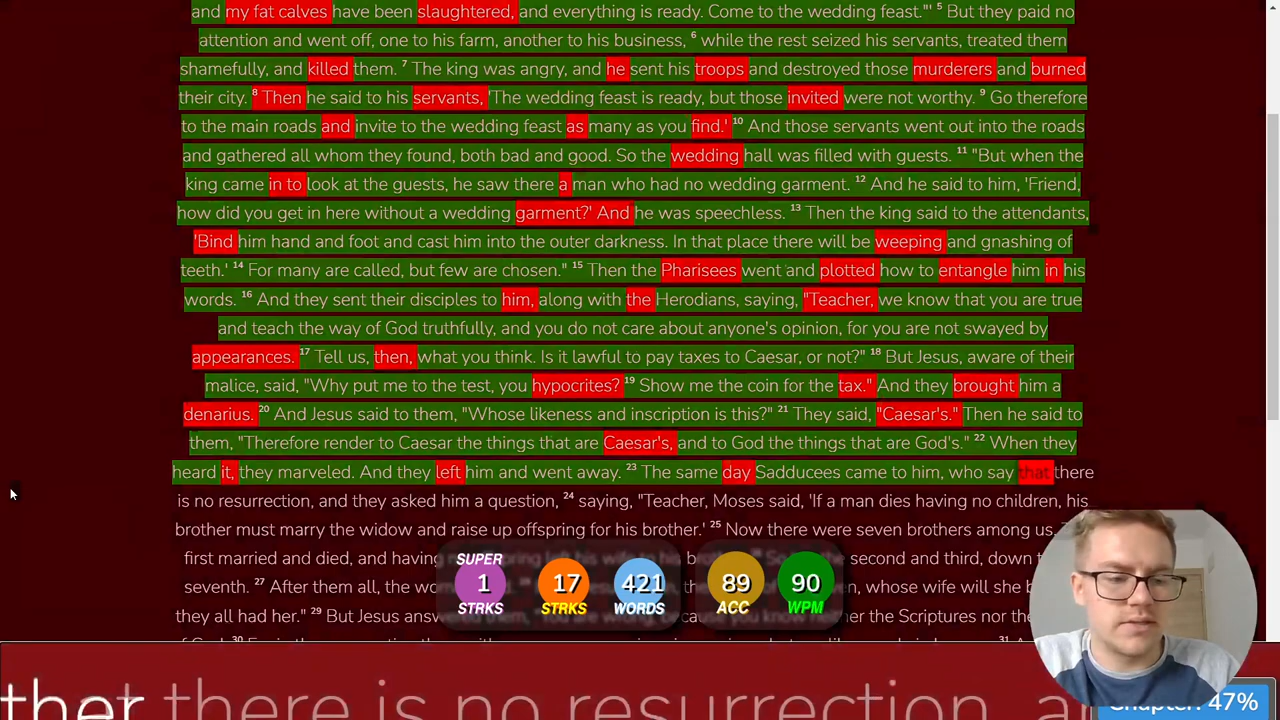 and my fat calves have been slaughtered, and everything is ready. Come to the wedding feast."' 5 But they paid no
attention and went off, one to his farm, another to his business, 6 while the rest seized his servants, treated them
shamefully, and killed them. 7 The king was angry, and he sent his troops and destroyed those murderers and burned
their city. 8 Then he said to his servants, 'The wedding feast is ready, but those invited were not worthy. 9 Go therefore
to the main roads and invite to the wedding feast as many as you find.' 10 And those servants went out into the roads
and gathered all whom they found, both bad and good. So the wedding hall was filled with guests. 11 "But when the
king came in to look at the guests, he saw there a man who had no wedding garment. 12 And he said to him, 'Friend,
how did you get in here without a wedding garment?' And he was speechless. 13 Then the king said to the attendants,
'Bind him hand and foot and cast him into the outer darkness. In that place there will be weeping and gnashing of
teeth.' 14 For many are called, but few are chosen." 15 Then the Pharisees went and plotted how to entangle him in his
words. 16 And they sent their disciples to him, along with the Herodians, saying, "Teacher, we know that you are true
and teach the way of God truthfully, and you do not care about anyone's opinion, for you are not swayed by
appearances. 17 Tell us, then, what you think. Is it lawful to pay taxes to Caesar, or not?" 18 But Jesus, aware of their
malice, said, "Why put me to the test, you hypocrites? 19 Show me the coin for the tax." And they brought him a
denarius. 20 And Jesus said to them, "Whose likeness and inscription is this?" 21 They said, "Caesar's." Then he said to
them, "Therefore render to Caesar the things that are Caesar's, and to God the things that are God's." 22 When they
heard it, they marveled. And they left him and went away. 23 The same day Sadducees came to him, who say that there
is no resurrection, and they asked him a question, 24 saying, "Teacher, Moses said, 'If a man dies having no children, his
brother must marry the widow and raise up offspring for his brother.' 25 Now there were seven brothers among us.
first married and died, and having second and third, down
seventh. 27 After them all, the whose wife will she
they all had her." 29 But Jesus the Scriptures nor
SUPER
1 17 421 89 90
STRKS STRKS WORDS ACC WPM
ther there is no resurrection,
Chapter: 47%